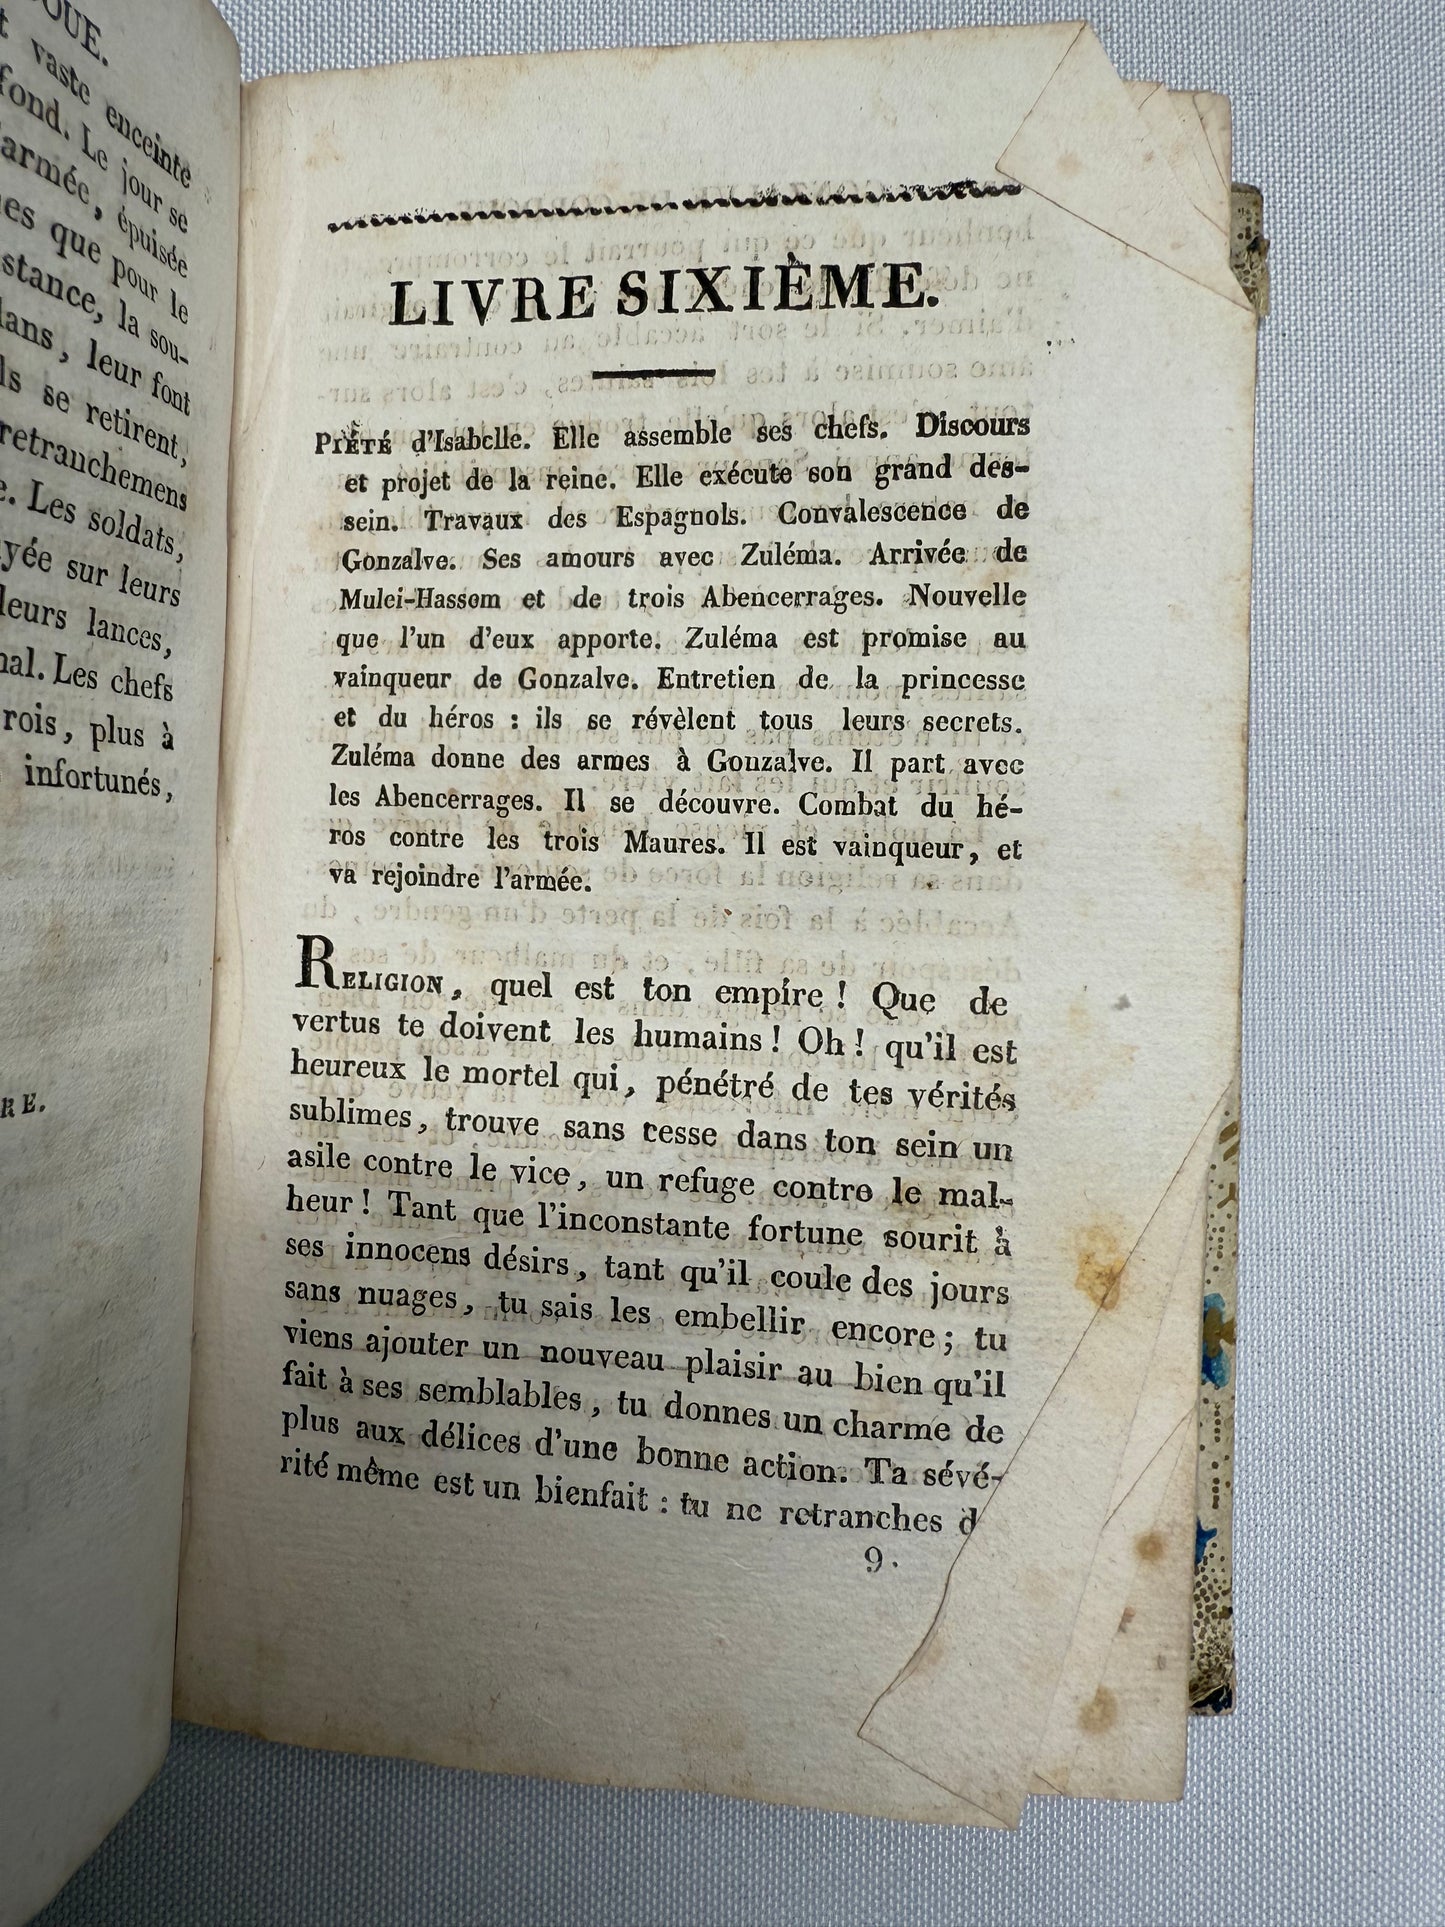 OUE.
vaste enceinte
fond. Le jour se
armée, épuisée
que pour le
stance, la sou-
dans, leur font
ls se retirent,
retranchemens
e. Les soldats,
yée sur leurs
leurs lances,
nal. Les chefs
rois, plus à
infortunés,
RE.
LIVRE SIXIÈME.
PIÉTÉ d'Isabelle. Elle assemble ses chefs. Discours
et projet de la reine. Elle exécute son grand des-
sein. Travaux des Espagnols. Convalescence de
Gonzalve. Ses amours avec Zuléma. Arrivée de
Mulei-Hassem et de trois Abencerrages. Nouvelle
que l'un d'eux apporte. Zuléma est promise au
vainqueur de Gonzalve. Entretien de la princesse
et du héros : ils se révèlent tous leurs secrets.
Zuléma donne des armes à Gonzalve. Il part avec
les Abencerrages. Il se découvre. Combat du hé-
ros contre les trois Maures. Il est vainqueur, et
va rejoindre l'armée.
RELIGION, quel est ton empire ! Que de
vertus te doivent les humains ! Oh ! qu'il est
heureux le mortel qui, pénétré de tes vérités
sublimes, trouve sans cesse dans ton sein un
asile contre le vice, un refuge contre le mal-
heur ! Tant que l'inconstante fortune sourit à
ses innocens désirs, tant qu'il coule des jours
sans nuages, tu sais les embellir encore ; tu
viens ajouter un nouveau plaisir au bien qu'il
fait à ses semblables, tu donnes un charme de
plus aux délices d'une bonne action. Ta sévé-
rité même est un bienfait : tu ne retranches d
9.